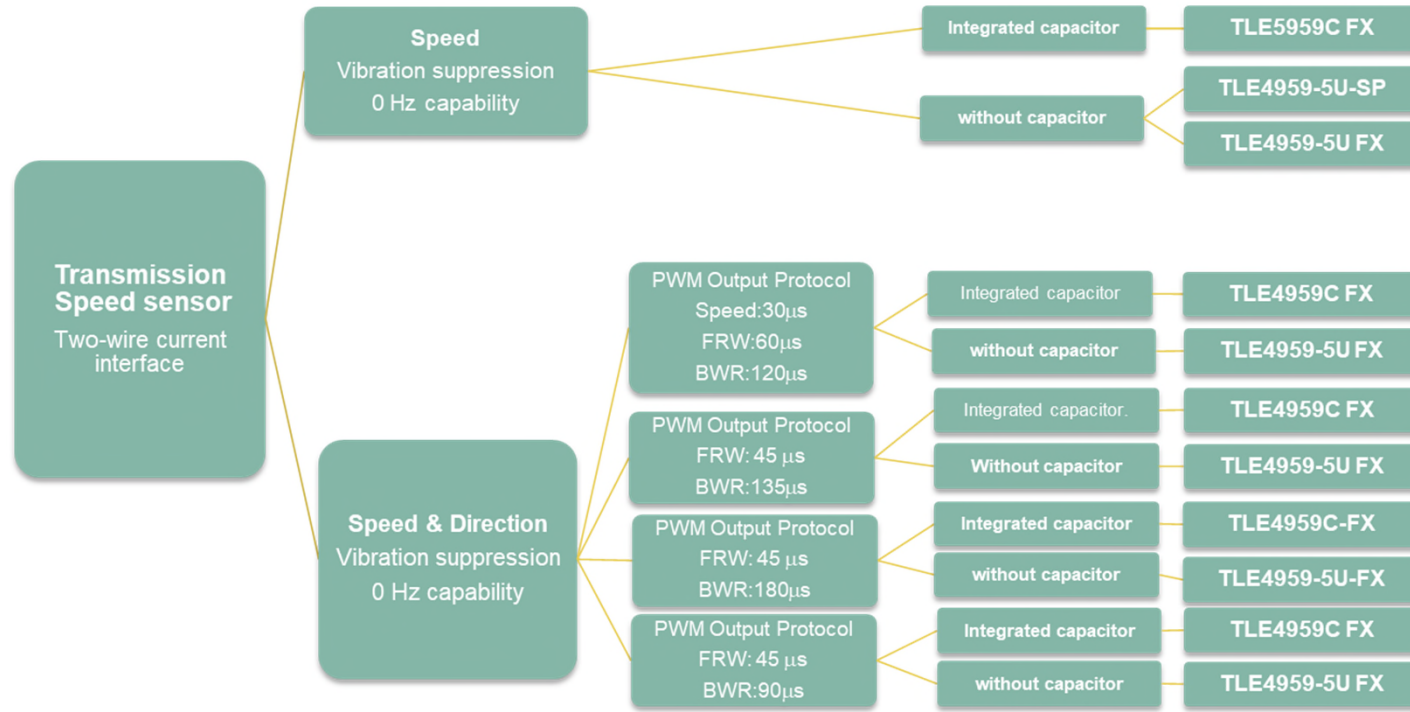 Transmission
Speed sensor
Two-wire current
interface
Speed
Vibration suppression
0 Hz capability
Integrated capacitor
TLE5959C FX
without capacitor
TLE4959-5U-SP
TLE4959-5U FX
Speed & Direction
Vibration suppression
0 Hz capability
PWM Output Protocol
Speed:30µs
FRW:60µs
BWR:120µs
Integrated capacitor
TLE4959C FX
without capacitor
TLE4959-5U FX
PWM Output Protocol
FRW: 45 µs
BWR:135µs
Integrated capacitor.
TLE4959C FX
Without capacitor
TLE4959-5U FX
PWM Output Protocol
FRW: 45 µs
BWR:180µs
Integrated capacitor
TLE4959C-FX
without capacitor
TLE4959-5U-FX
PWM Output Protocol
FRW: 45 µs
BWR:90µs
Integrated capacitor
TLE4959C FX
without capacitor
TLE4959-5U FX